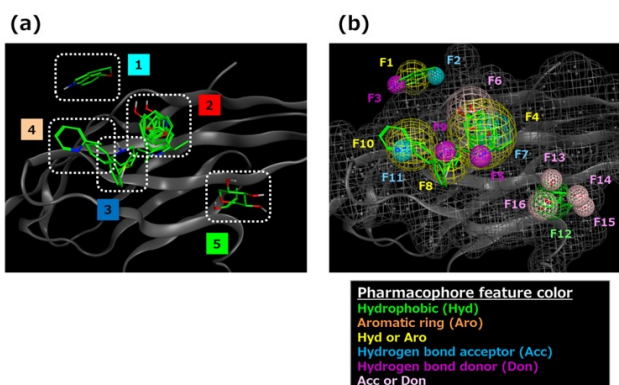 (a)
(b)
1
2
4
3
5
F1
F2
F3
F6
F4
F9
F10
F7
F11
F5
F8
F13
F14
F16
F15
F12
Pharmacophore feature color
Hydrophobic (Hyd)
Aromatic ring (Aro)
Hyd or Aro
Hydrogen bond acceptor (Acc)
Hydrogen bond donor (Don)
Acc or Don